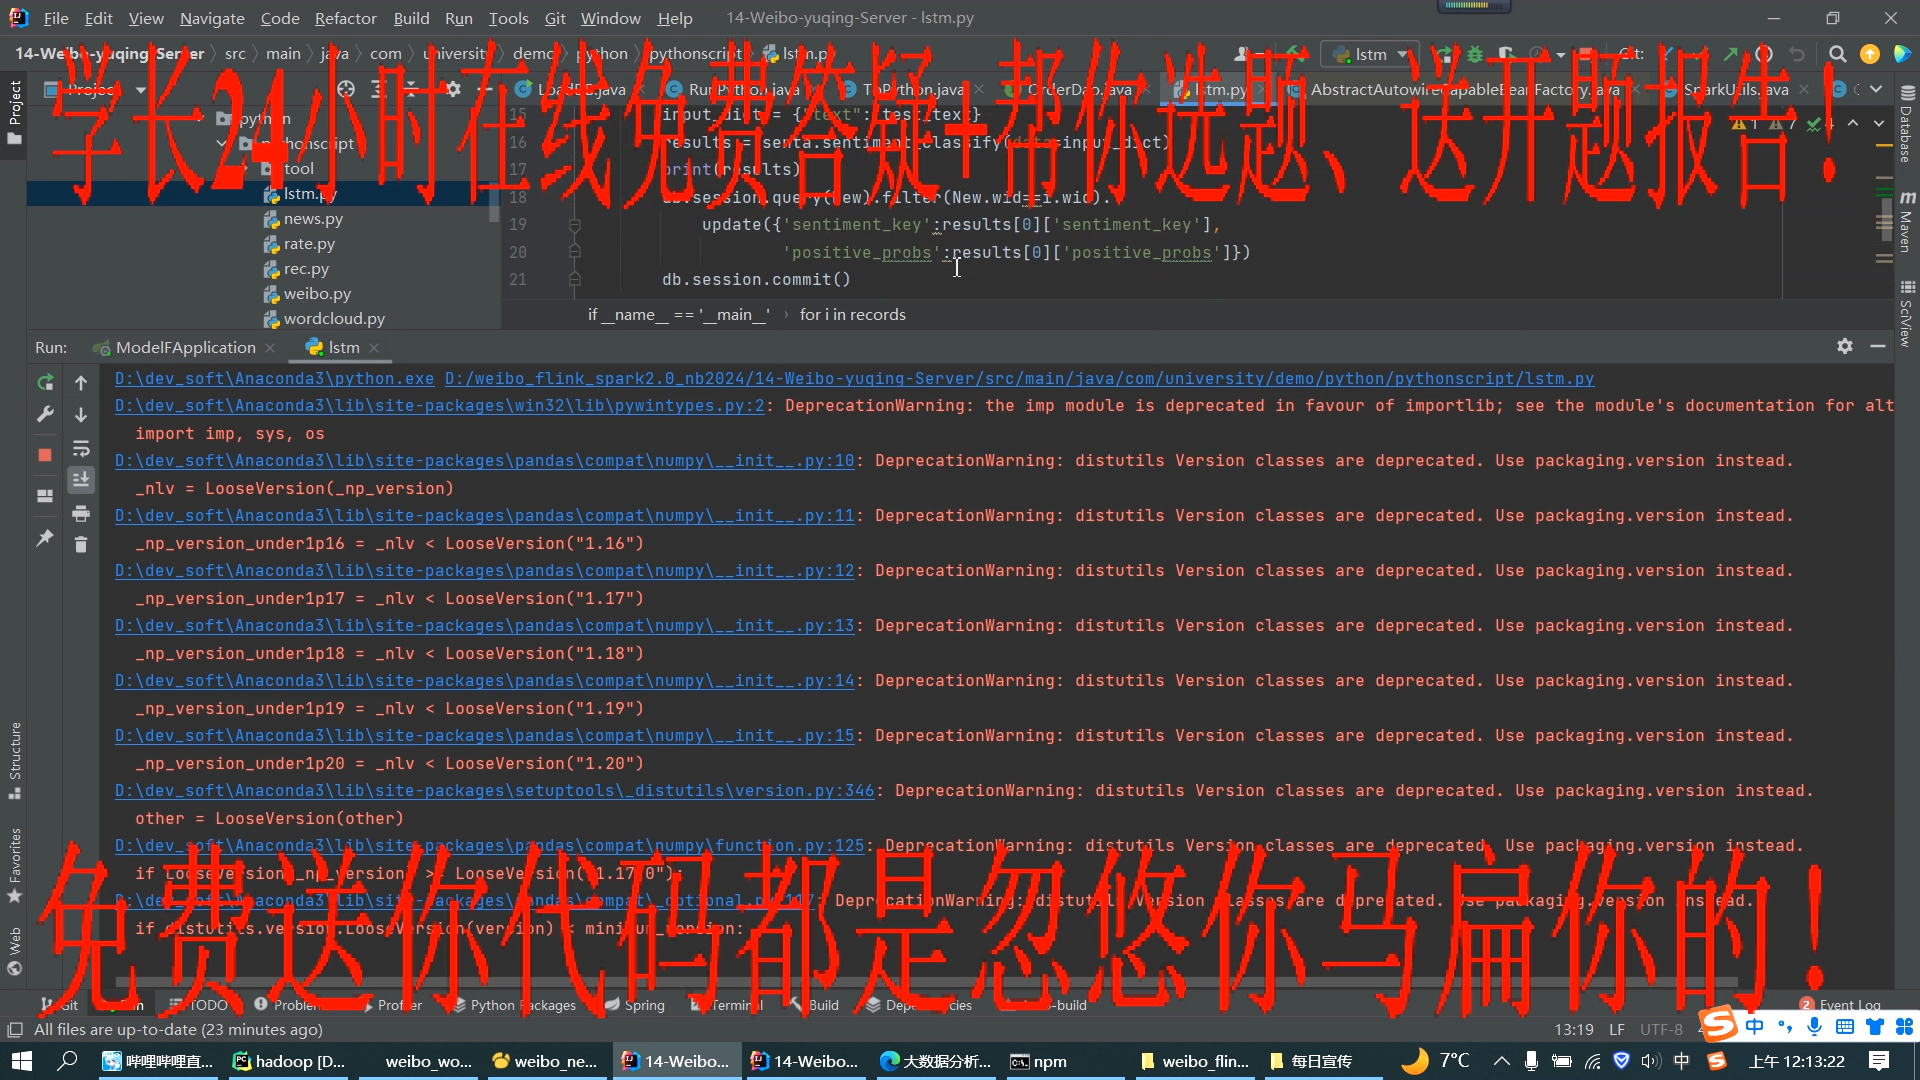 File Edit View Navigate Code Refactor Build Run Tools Git Window Help 14-Weibo-yuqing-Server - lstm.py
14-Weibo-yuqing-Server src main java com university demo python pythonscript lstm.py lstm Git:
学长24小时在线免费答疑+帮你选题、送开题报告!
Project LoadDB.java RunPython.java ToPython.java OrderDao.java lstm.py AbstractAutowireCapableBeanFactory.java SparkUtils.java
python
pythonscript
tool
lstm.py
news.py
rate.py
rec.py
weibo.py
wordcloud.py
15 input_dict = {"text": test_text}
16 results = senta.sentiment_classify(data=input_dict)
17 print(results)
18 db.session.query(New).filter(New.wid==i.wid).
19 update({'sentiment_key':results[0]['sentiment_key'],
20 'positive_probs':results[0]['positive_probs']})
21 db.session.commit()
if __name__ == '__main__' › for i in records
Project
Structure
Favorites
Web
Database
Maven
SciView
Run: ModelFApplication lstm
D:\dev_soft\Anaconda3\python.exe D:/weibo_flink_spark2.0_nb2024/14-Weibo-yuqing-Server/src/main/java/com/university/demo/python/pythonscript/lstm.py
D:\dev_soft\Anaconda3\lib\site-packages\win32\lib\pywintypes.py:2: DeprecationWarning: the imp module is deprecated in favour of importlib; see the module's documentation for alt
import imp, sys, os
D:\dev_soft\Anaconda3\lib\site-packages\pandas\compat\numpy\__init__.py:10: DeprecationWarning: distutils Version classes are deprecated. Use packaging.version instead.
_nlv = LooseVersion(_np_version)
D:\dev_soft\Anaconda3\lib\site-packages\pandas\compat\numpy\__init__.py:11: DeprecationWarning: distutils Version classes are deprecated. Use packaging.version instead.
_np_version_under1p16 = _nlv < LooseVersion("1.16")
D:\dev_soft\Anaconda3\lib\site-packages\pandas\compat\numpy\__init__.py:12: DeprecationWarning: distutils Version classes are deprecated. Use packaging.version instead.
_np_version_under1p17 = _nlv < LooseVersion("1.17")
D:\dev_soft\Anaconda3\lib\site-packages\pandas\compat\numpy\__init__.py:13: DeprecationWarning: distutils Version classes are deprecated. Use packaging.version instead.
_np_version_under1p18 = _nlv < LooseVersion("1.18")
D:\dev_soft\Anaconda3\lib\site-packages\pandas\compat\numpy\__init__.py:14: DeprecationWarning: distutils Version classes are deprecated. Use packaging.version instead.
_np_version_under1p19 = _nlv < LooseVersion("1.19")
D:\dev_soft\Anaconda3\lib\site-packages\pandas\compat\numpy\__init__.py:15: DeprecationWarning: distutils Version classes are deprecated. Use packaging.version instead.
_np_version_under1p20 = _nlv < LooseVersion("1.20")
D:\dev_soft\Anaconda3\lib\site-packages\setuptools\_distutils\version.py:346: DeprecationWarning: distutils Version classes are deprecated. Use packaging.version instead.
other = LooseVersion(other)
D:\dev_soft\Anaconda3\lib\site-packages\pandas\compat\numpy\function.py:125: DeprecationWarning: distutils Version classes are deprecated. Use packaging.version instead.
if LooseVersion(_np_version) >= LooseVersion("1.17.0"):
D:\dev_soft\Anaconda3\lib\site-packages\pandas\compat\_optional.py:117: DeprecationWarning: distutils Version classes are deprecated. Use packaging.version instead.
if distutils.version.LooseVersion(version) < minimum_version:
免费送你代码都是忽悠你马扁你的!
Git Run TODO Problems Profiler Python Packages Spring Terminal Build Dependencies Event Log
All files are up-to-date (23 minutes ago) 13:19 LF UTF-8
哔哩哔哩直... hadoop [D... weibo_wo... weibo_ne... 14-Weibo... 14-Weibo... 大数据分析... npm weibo_flin... 每日宣传 7°C 中 上午 12:13:22